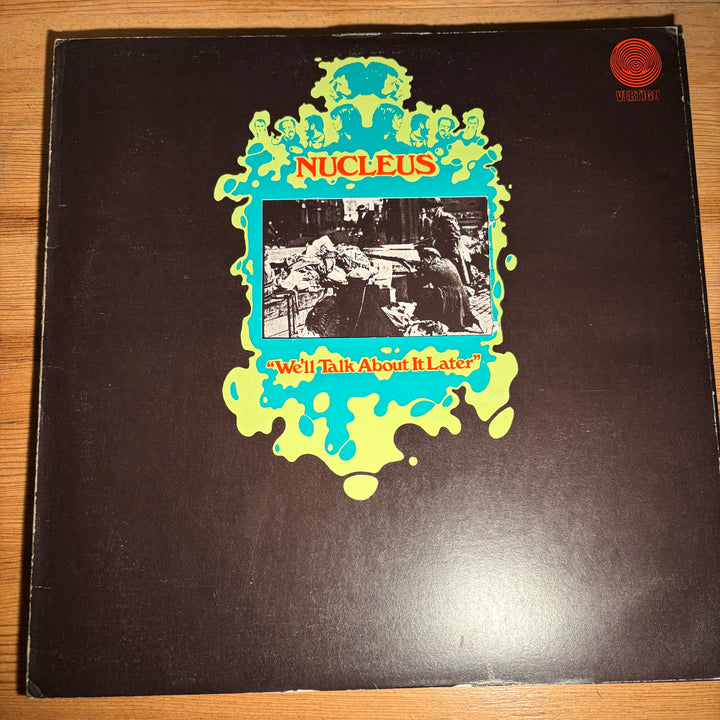 VERTIGO
NUCLEUS
"We'll Talk About It Later"